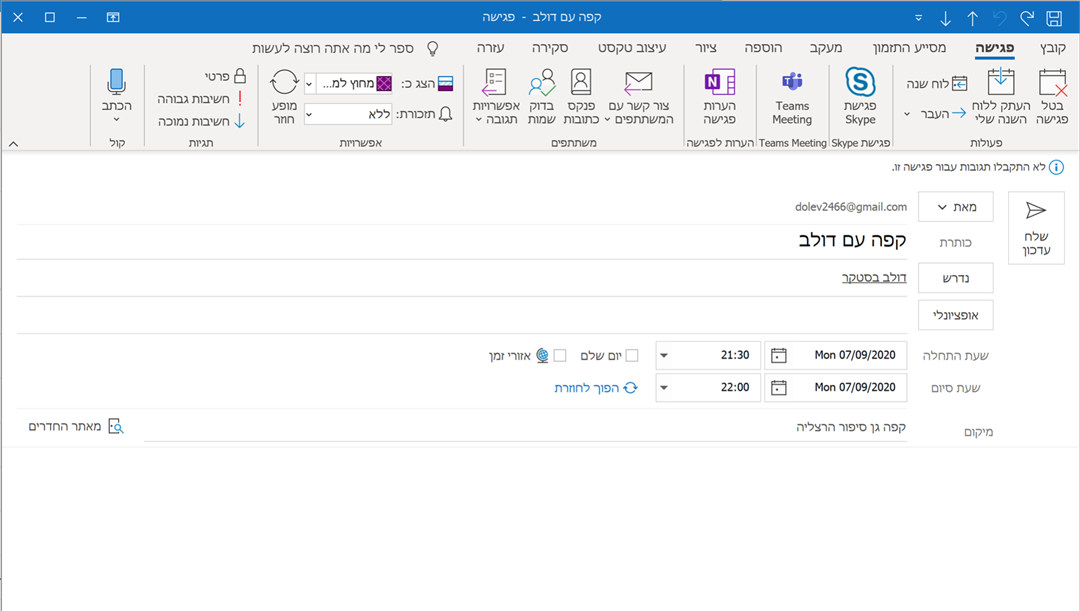 קפה עם דולב - פגישה
קובץ
פגישה
מסייע התזמון
מעקב
הוספה
ציור
עיצוב טקסט
סקירה
עזרה
ספר לי מה אתה רוצה לעשות
בטל
פגישה
העתק ללוח
השנה שלי
לוח שנה
העבר
פעולות
פגישת
Skype
פגישת Skype
Teams
Meeting
Teams Meeting
הערות
פגישה
הערות לפגישה
צור קשר עם
המשתתפים
פנקס
כתובות
בדוק
שמות
אפשרויות
תגובה
משתתפים
הצג כ:
מחוץ למ...
תזכורת:
ללא
מופע
חוזר
אפשרויות
פרטי
חשיבות גבוהה
חשיבות נמוכה
תגיות
הכתב
קול
לא התקבלו תגובות עבור פגישה זו.
שלח
עדכון
מאת
dolev2466@gmail.com
כותרת
קפה עם דולב
נדרש
דולב בסטקר
אופציונלי
שעת התחלה
Mon 07/09/2020
21:30
יום שלם
אזורי זמן
שעת סיום
Mon 07/09/2020
22:00
הפוך לחוזרת
מיקום
קפה גן סיפור הרצליה
מאתר החדרים